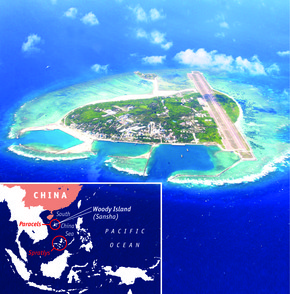 CHINA
Woody Island
(Sansha)
South
China
Sea
Paracels
Spratlys
PACIFIC
OCEAN